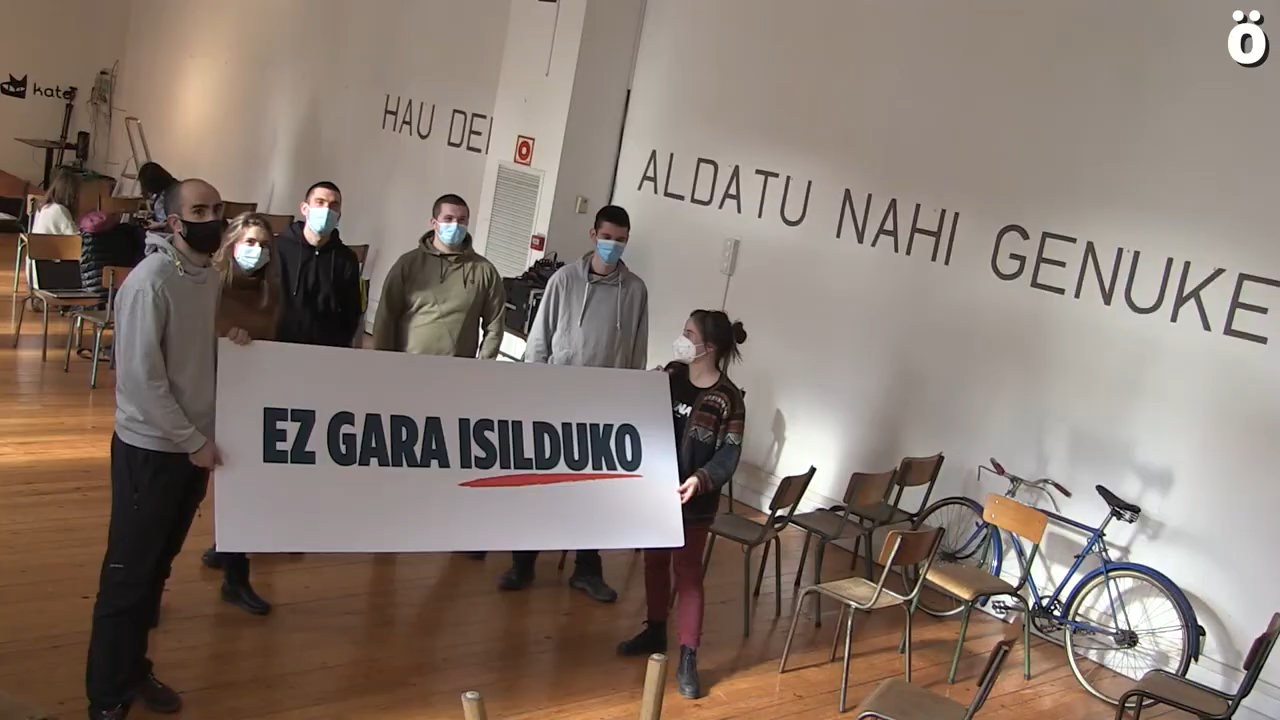 ö
kate
HAU DEI
ALDATU NAHI GENUKE
EZ GARA ISILDUKO